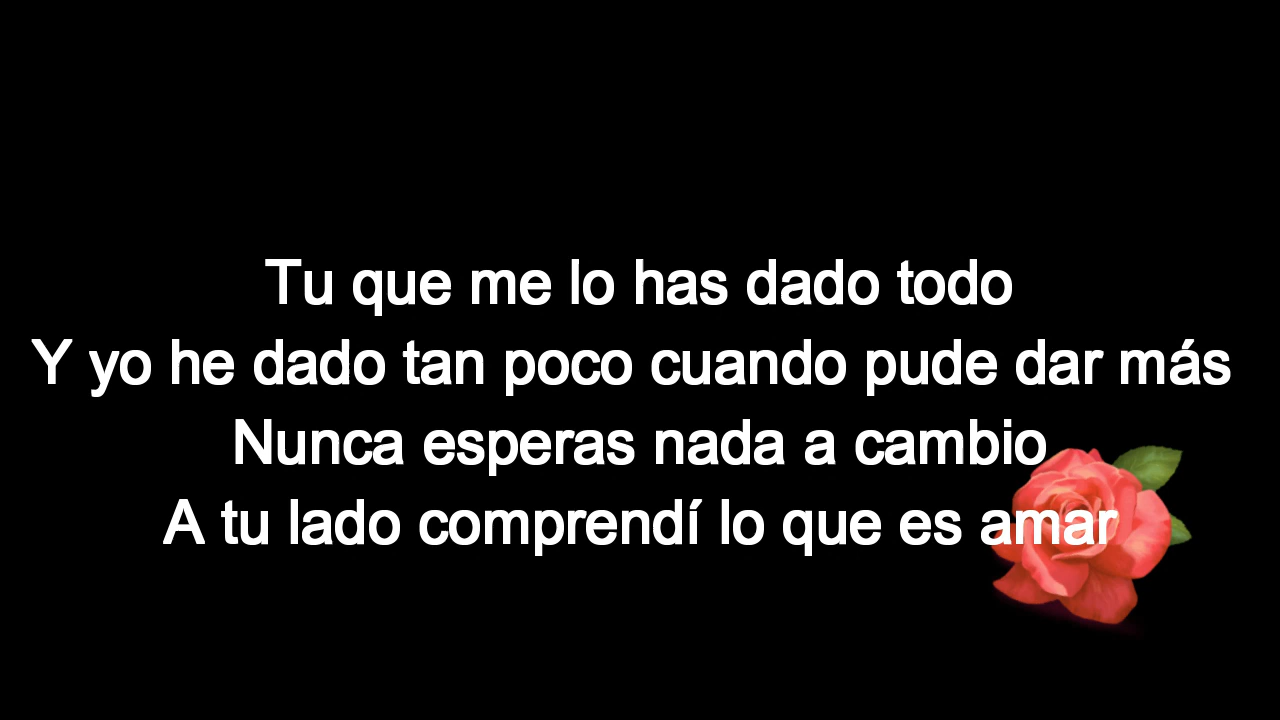 Tu que me lo has dado todo
Y yo he dado tan poco cuando pude dar más
Nunca esperas nada a cambio
A tu lado comprendí lo que es amar